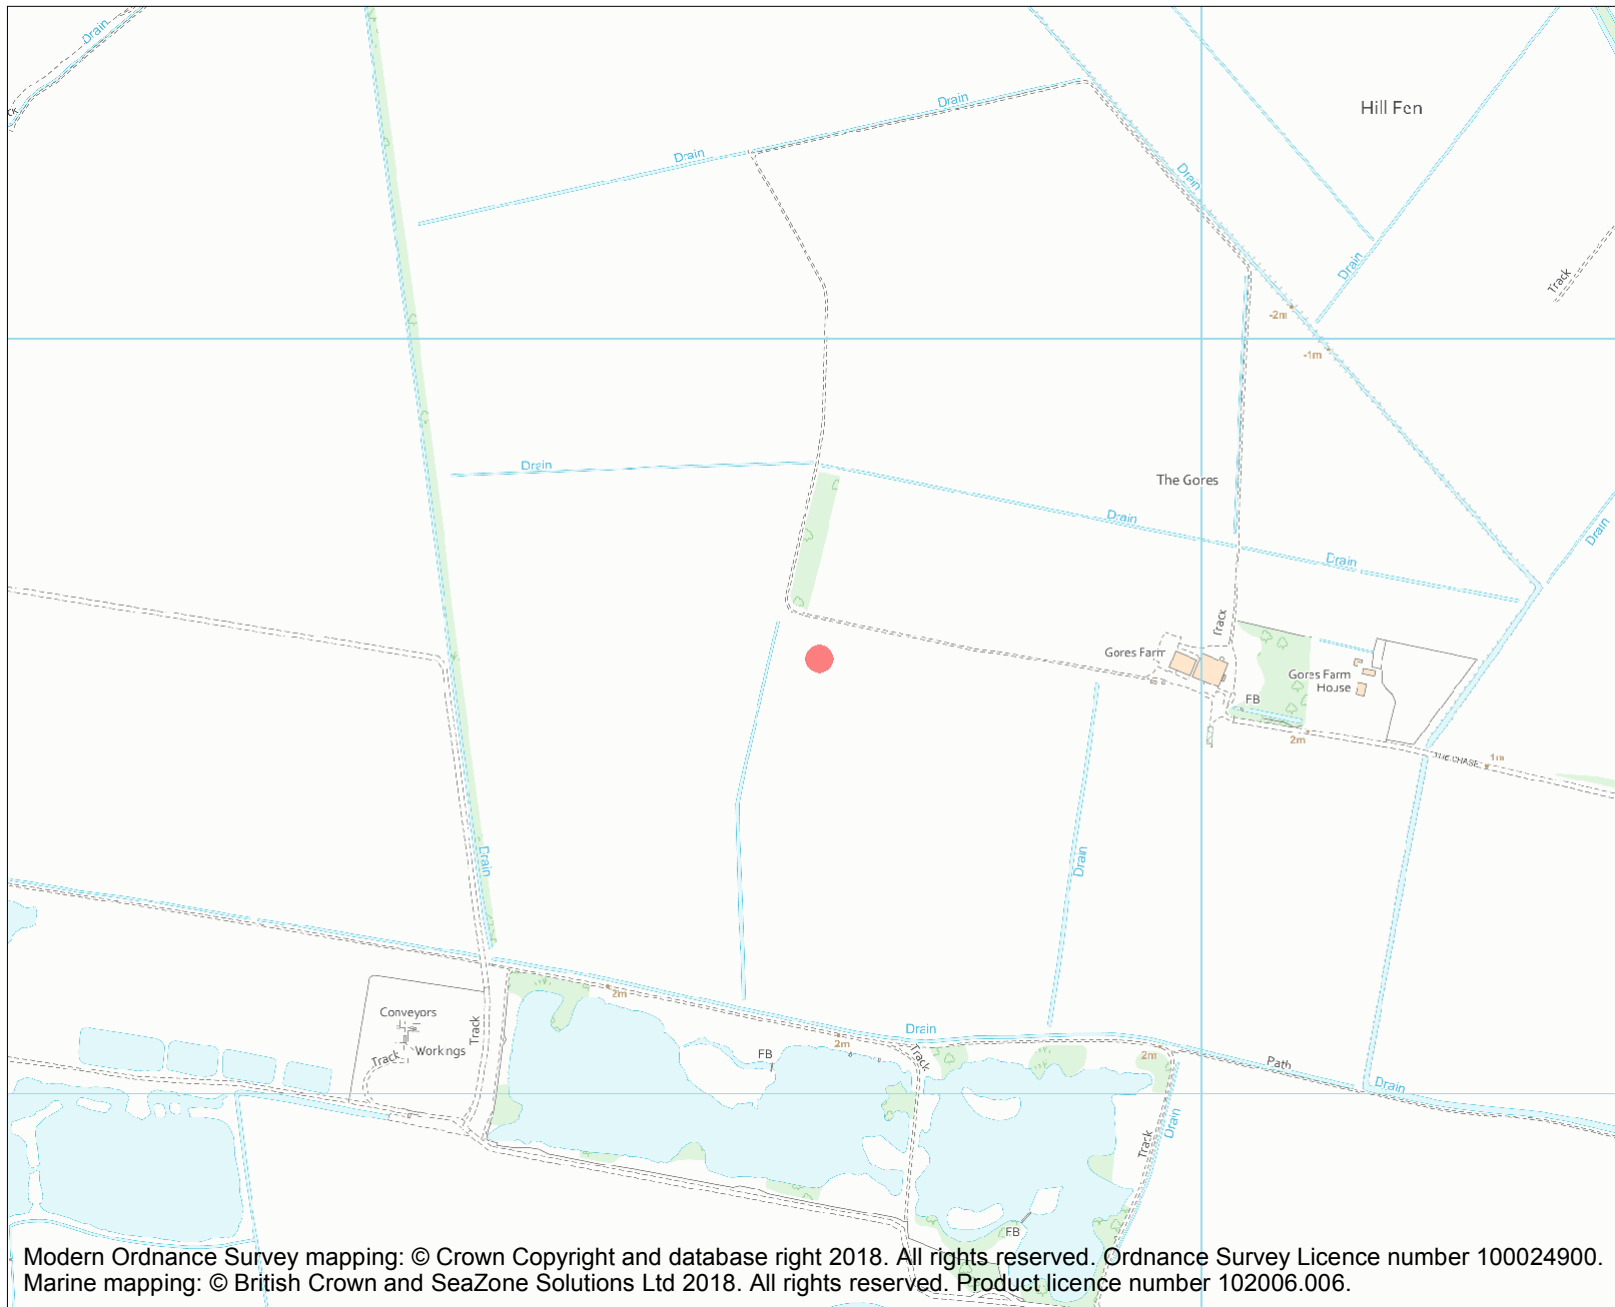 Drain
Hill Fen
Drain
Drain
Drain
Drain
Track
-2m
-1m
Drain
The Gores
Drain
Drain
Drain
Track
Gores Farm
Gores Farm
House
FB
2m
THE CHASE
1m
Drain
Drain
2m
Conveyors
Track
Workings
Track
Drain
2m
FB
Track
2m
Path
Drain
Drain
Track
FB
Modern Ordnance Survey mapping: © Crown Copyright and database right 2018. All rights reserved. Ordnance Survey Licence number 100024900.
Marine mapping: © British Crown and SeaZone Solutions Ltd 2018. All rights reserved. Product licence number 102006.006.